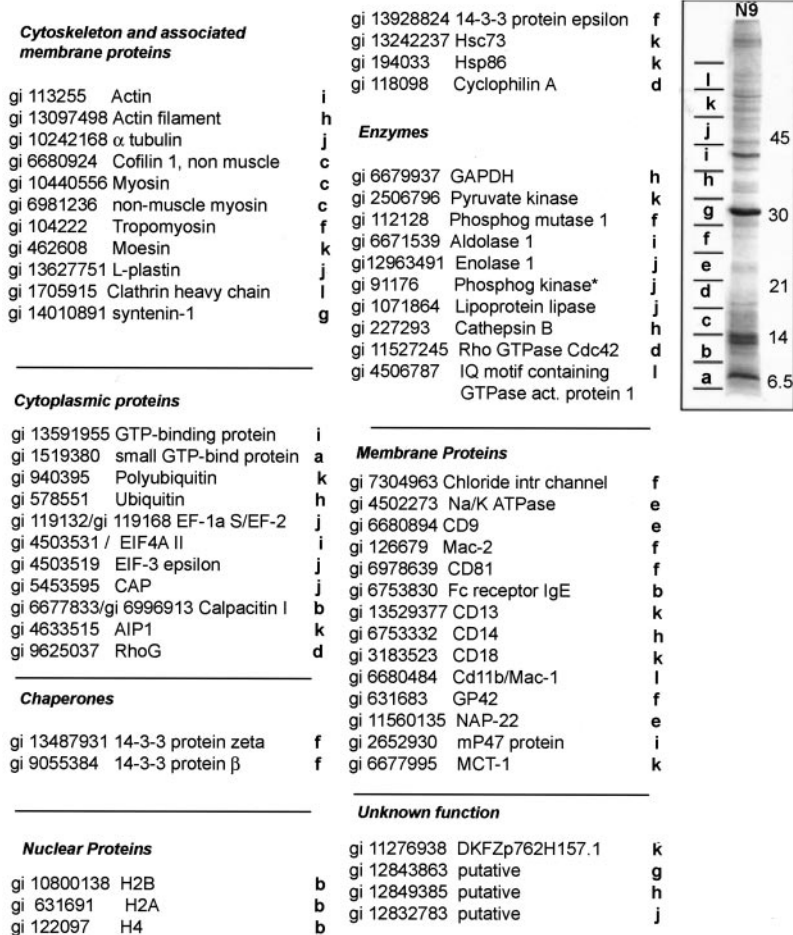 Cytoskeleton and associated
membrane proteins
gi 113255 Actin i
gi 13097498 Actin filament h
gi 10242168 α tubulin j
gi 6680924 Cofilin 1, non muscle c
gi 10440556 Myosin c
gi 6981236 non-muscle myosin c
gi 104222 Tropomyosin f
gi 462608 Moesin k
gi 13627751 L-plastin j
gi 1705915 Clathrin heavy chain l
gi 14010891 syntenin-1 g
Cytoplasmic proteins
gi 13591955 GTP-binding protein i
gi 1519380 small GTP-bind protein a
gi 940395 Polyubiquitin k
gi 578551 Ubiquitin h
gi 119132/gi 119168 EF-1a S/EF-2 j
gi 4503531 / EIF4A II i
gi 4503519 EIF-3 epsilon j
gi 5453595 CAP j
gi 6677833/gi 6996913 Calpacitin I b
gi 4633515 AIP1 k
gi 9625037 RhoG d
Chaperones
gi 13487931 14-3-3 protein zeta f
gi 9055384 14-3-3 protein β f
Nuclear Proteins
gi 10800138 H2B b
gi 631691 H2A b
gi 122097 H4 b
gi 13928824 14-3-3 protein epsilon f
gi 13242237 Hsc73 k
gi 194033 Hsp86 k
gi 118098 Cyclophilin A d
Enzymes
gi 6679937 GAPDH h
gi 2506796 Pyruvate kinase k
gi 112128 Phosphog mutase 1 f
gi 6671539 Aldolase 1 i
gi12963491 Enolase 1 j
gi 91176 Phosphog kinase* j
gi 1071864 Lipoprotein lipase j
gi 227293 Cathepsin B h
gi 11527245 Rho GTPase Cdc42 d
gi 4506787 IQ motif containing l
GTPase act. protein 1
Membrane Proteins
gi 7304963 Chloride intr channel f
gi 4502273 Na/K ATPase e
gi 6680894 CD9 e
gi 126679 Mac-2 f
gi 6978639 CD81 f
gi 6753830 Fc receptor IgE b
gi 13529377 CD13 k
gi 6753332 CD14 h
gi 3183523 CD18 k
gi 6680484 Cd11b/Mac-1 l
gi 631683 GP42 f
gi 11560135 NAP-22 e
gi 2652930 mP47 protein i
gi 6677995 MCT-1 k
Unknown function
gi 11276938 DKFZp762H157.1 k
gi 12843863 putative g
gi 12849385 putative h
gi 12832783 putative j
N9
l
k
j 45
i
h
g 30
f
e
d 21
c
b 14
a 6.5